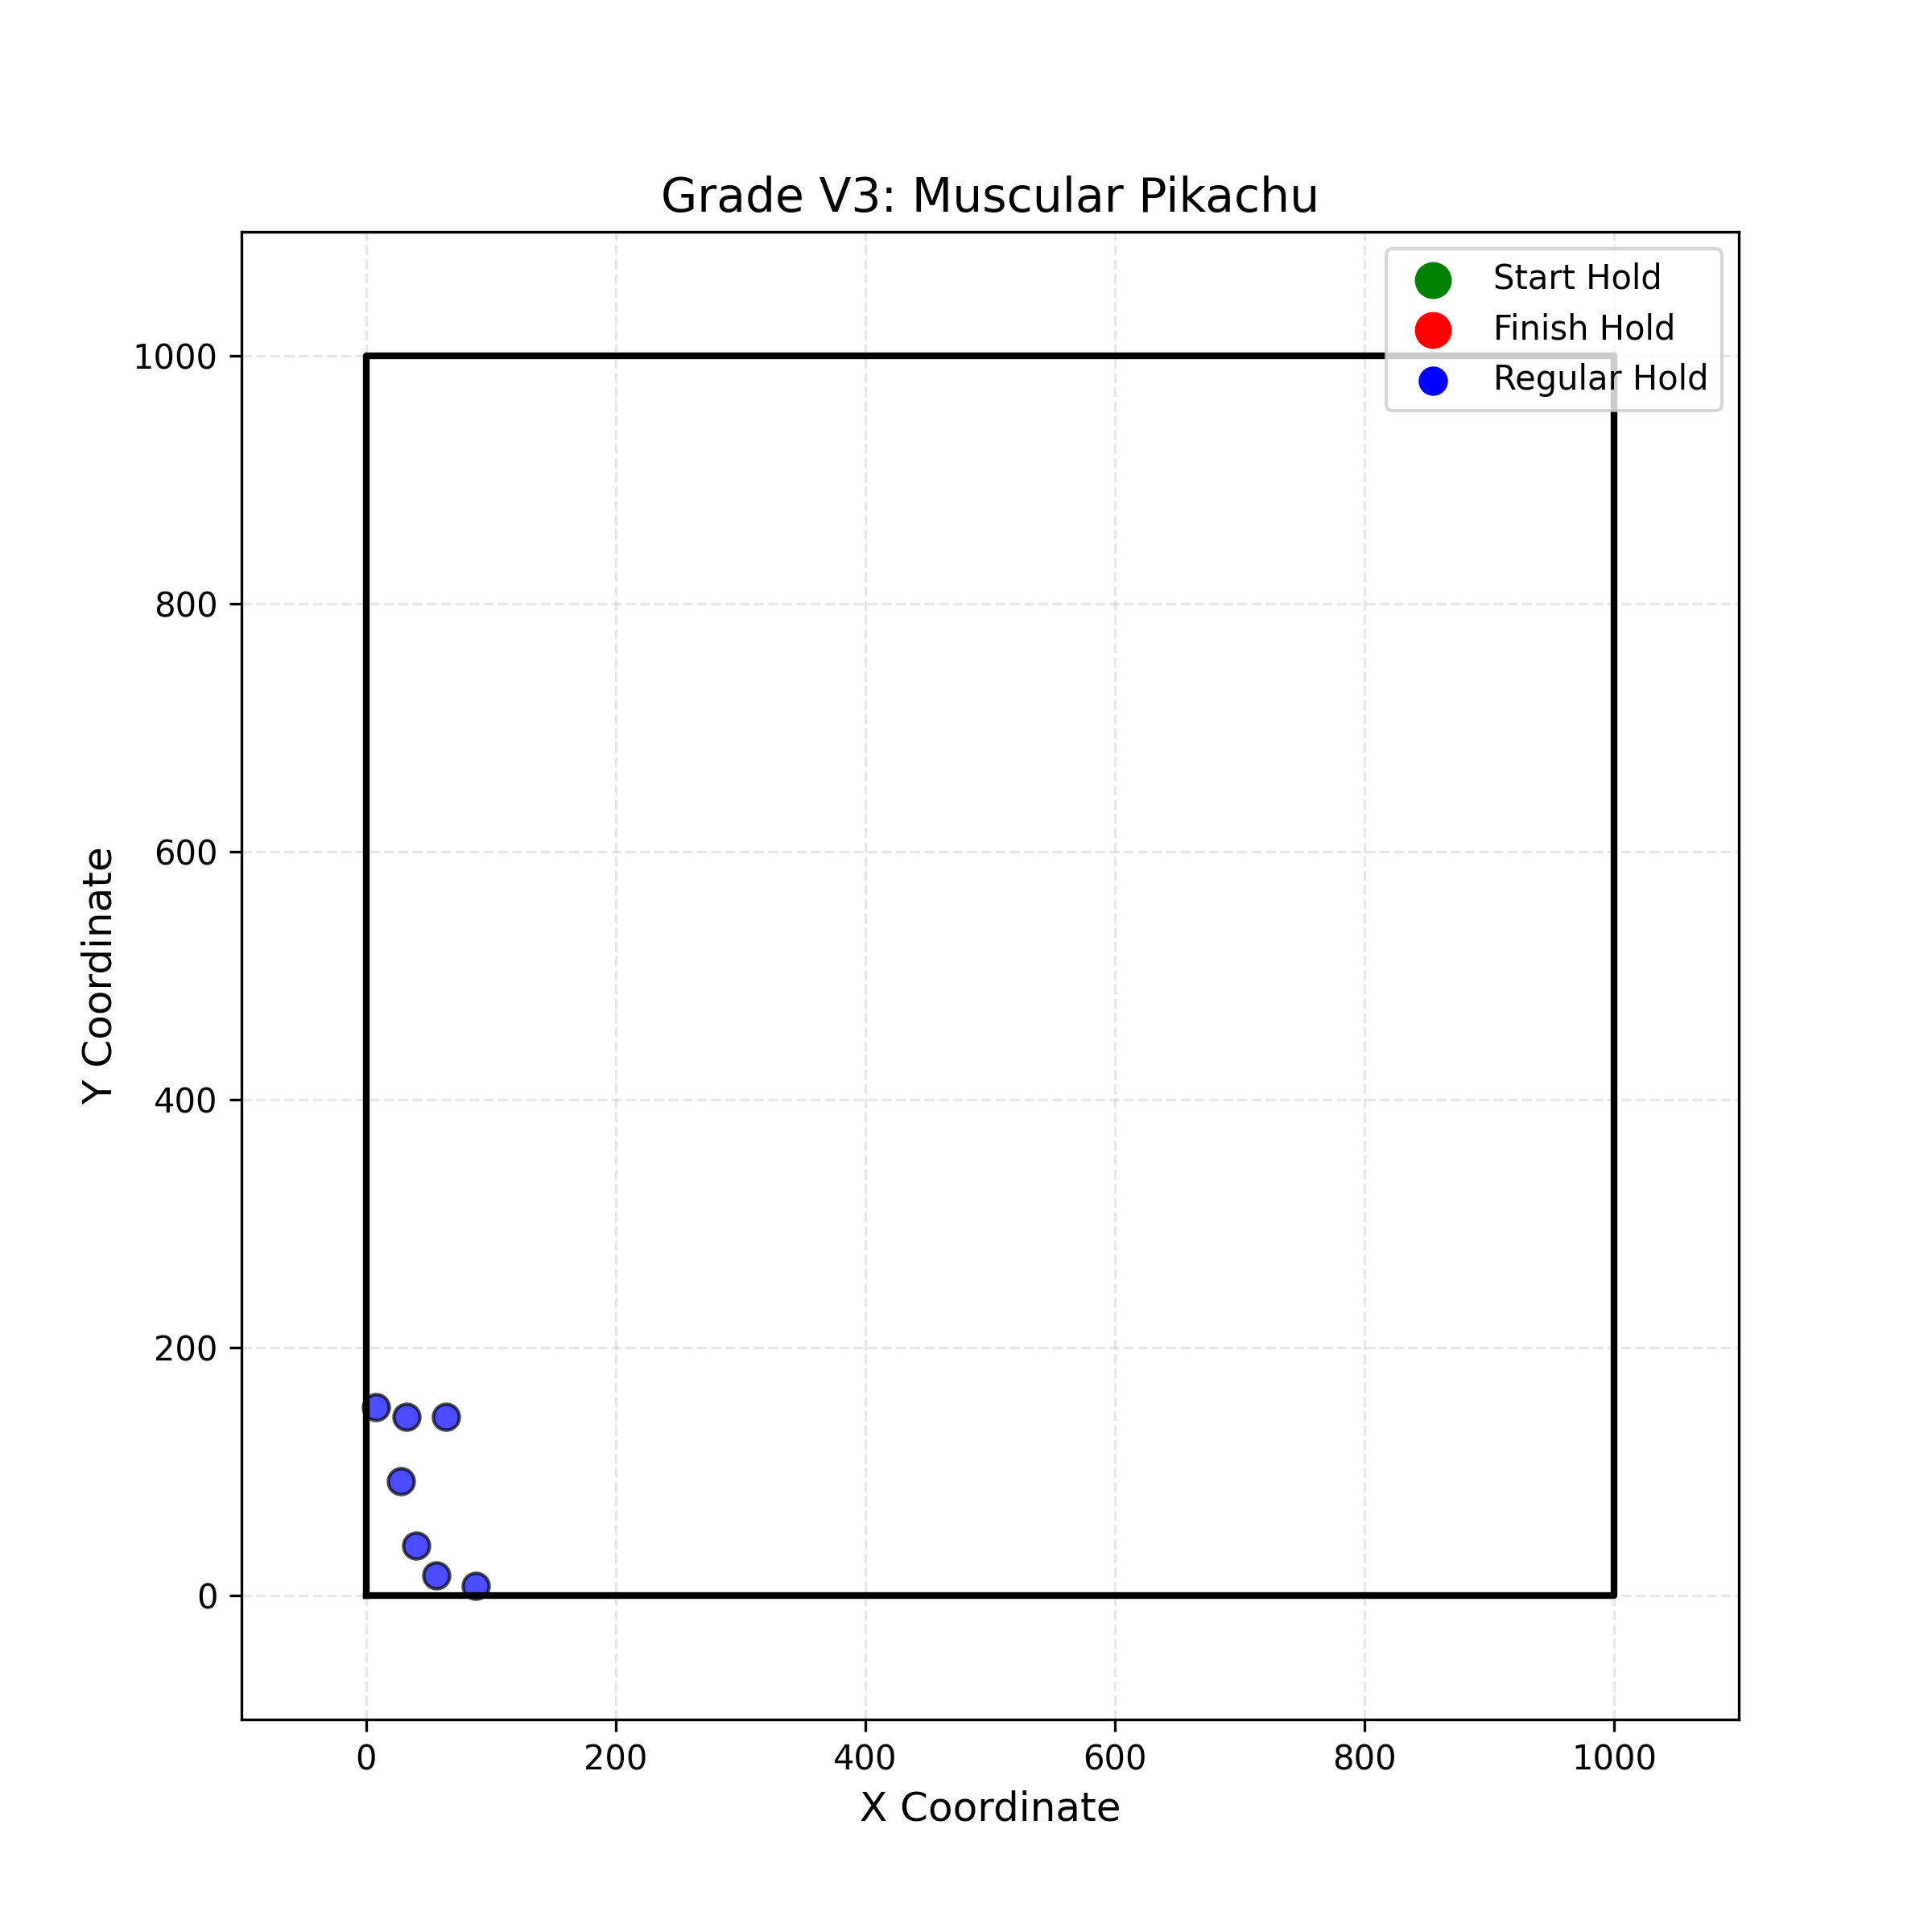 Grade V3: Muscular Pikachu
Start Hold
Finish Hold
Regular Hold
1000
800
600
400
200
0
Y Coordinate
0 200 400 600 800 1000
X Coordinate